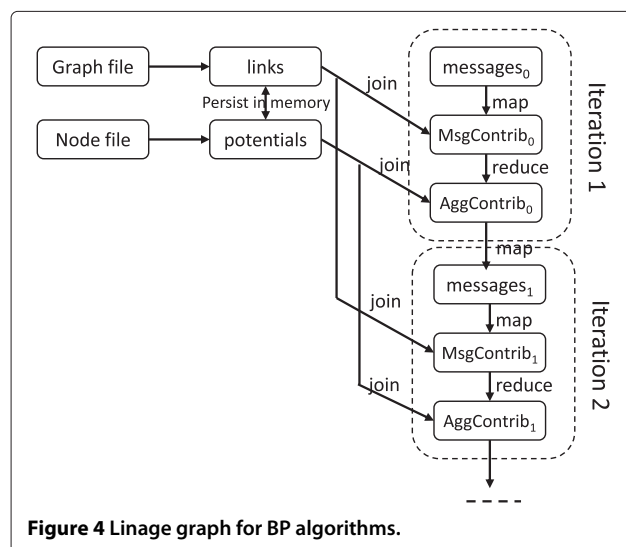 Graph file
links
Persist in memory
Node file
potentials
join
join
join
join
messages₀
map
MsgContrib₀
reduce
AggContrib₀
map
Iteration 1
messages₁
map
MsgContrib₁
reduce
AggContrib₁
Iteration 2
Figure 4 Linage graph for BP algorithms.